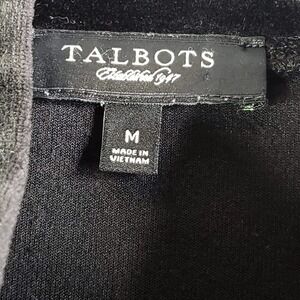 TALBOTS
Established 1947
M
MADE IN
VIETNAM